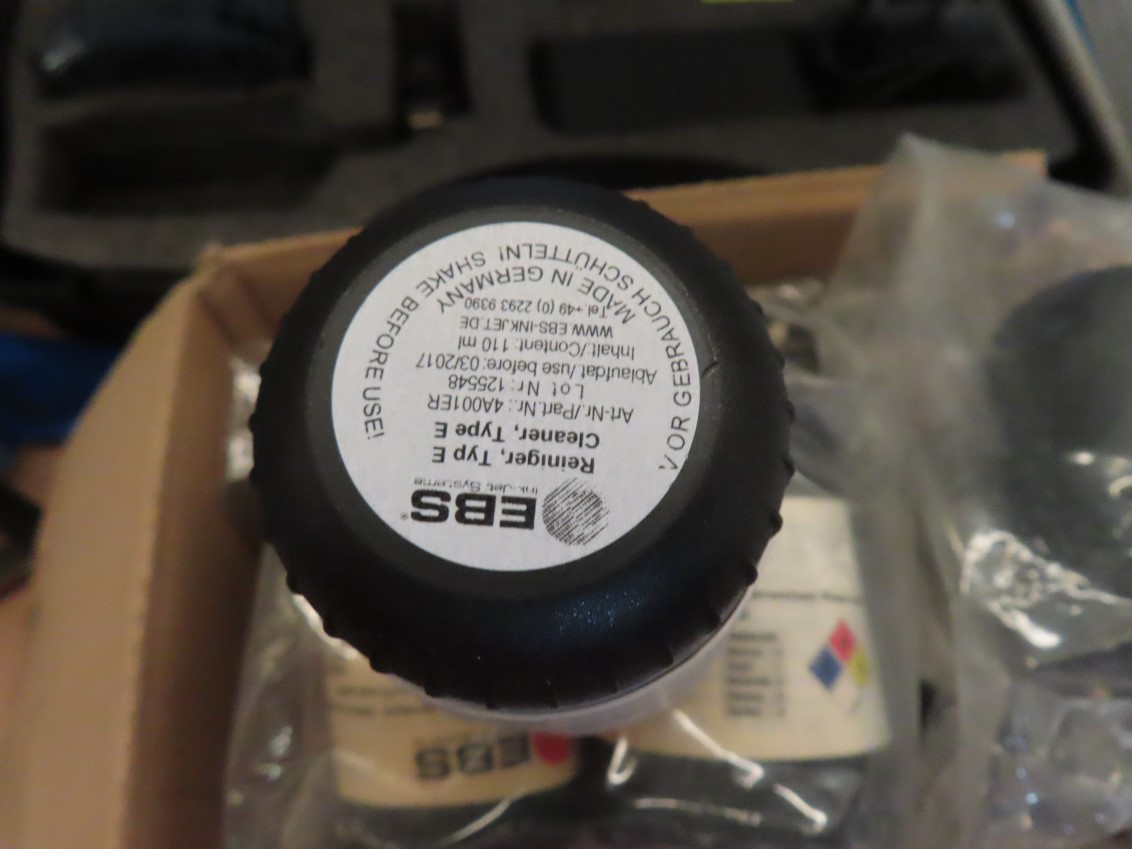 EBS®
Ink-Jet Systeme
Reiniger, Typ E
Cleaner, Type E
Art-Nr./Part.Nr.: 4A001ER
Lot Nr: 125548
Ablaufdat./use before: 03/2017
Inhalt./Content: 110 ml
WWW.EBS-INKJET.DE
Tel +49 (0) 2293 9390
MADE IN GERMANY
VOR GEBRAUCH SCHÜTTELN! SHAKE BEFORE USE!
EBS